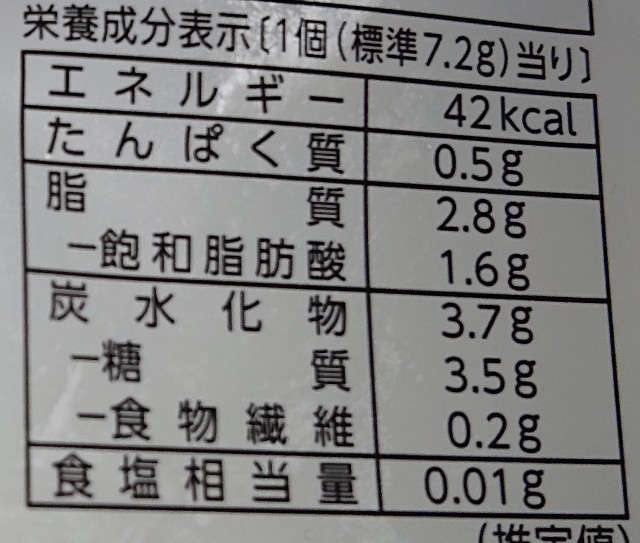 栄養成分表示〔1個(標準7.2g)当り〕
エネルギー 42kcal
たんぱく質 0.5g
脂質 2.8g
−飽和脂肪酸 1.6g
炭水化物 3.7g
−糖質 3.5g
−食物繊維 0.2g
食塩相当量 0.01g
(推定値)